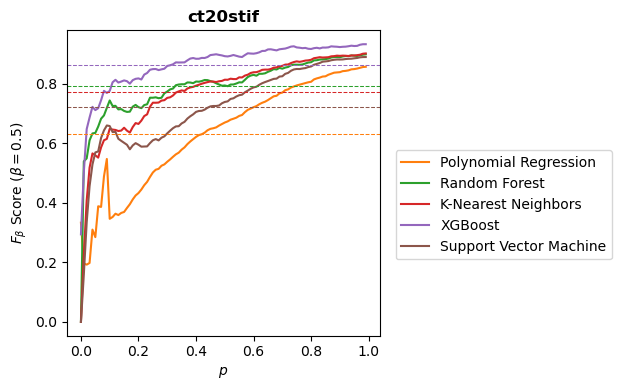 ct20stif
F_β Score (β = 0.5)
0.8
0.6
0.4
0.2
0.0
0.0 0.2 0.4 0.6 0.8 1.0
p
Polynomial Regression
Random Forest
K-Nearest Neighbors
XGBoost
Support Vector Machine